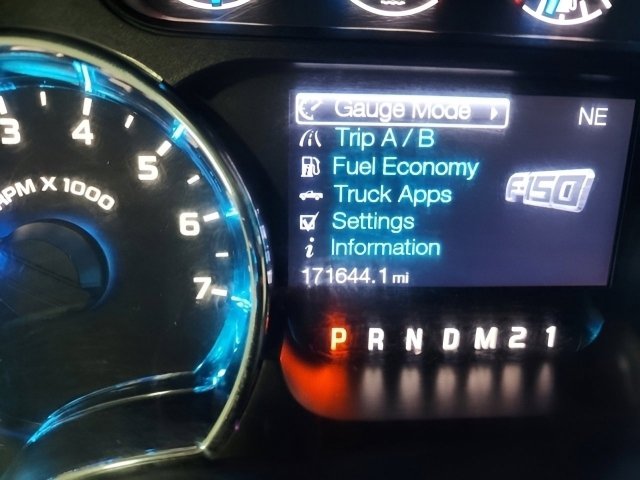 Gauge Mode
NE
Trip A / B
Fuel Economy
F-150
Truck Apps
Settings
i Information
171644.1 mi
P R N D M 2 1
3
4
5
6
7
RPM X 1000